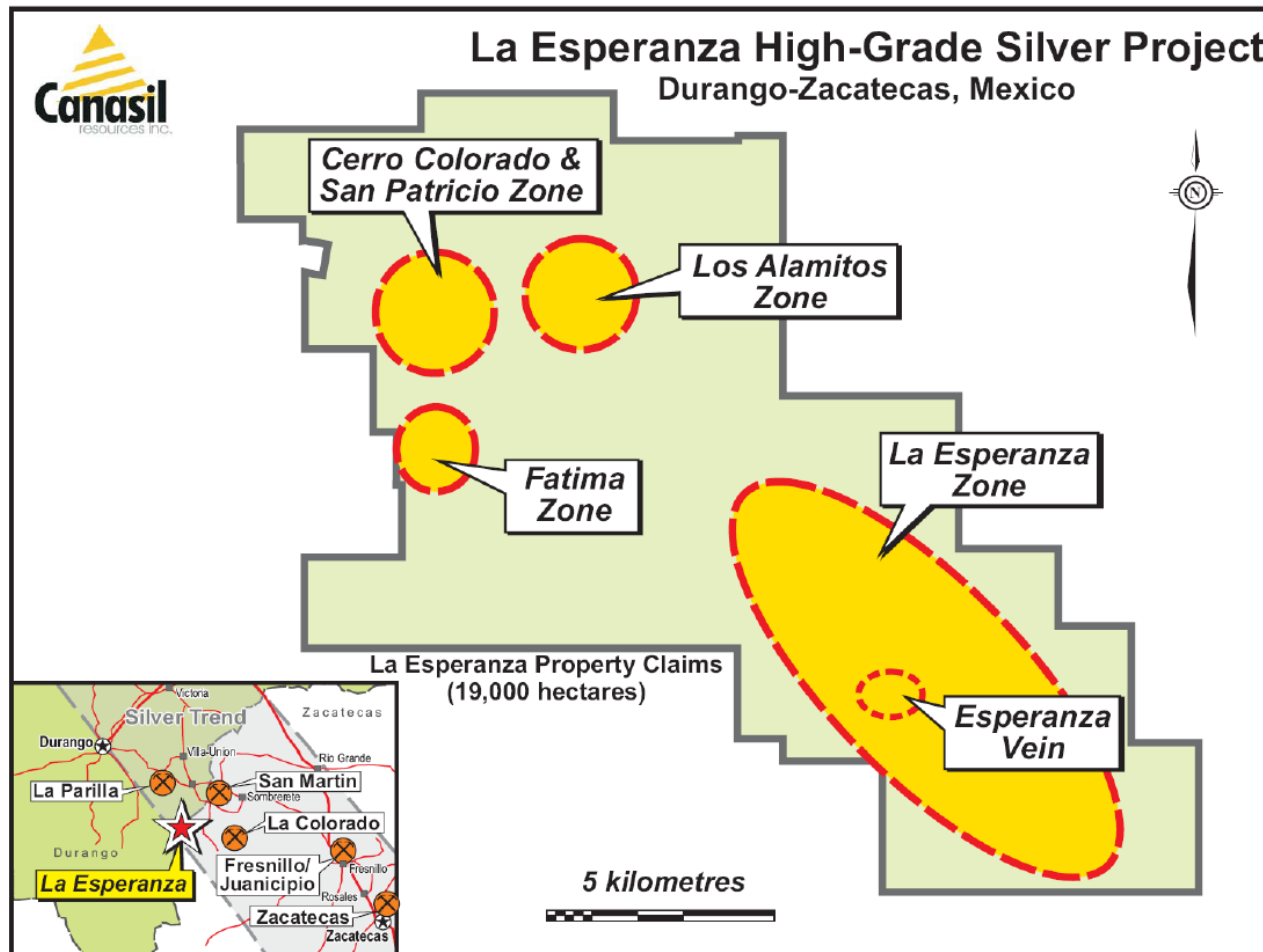 La Esperanza High-Grade Silver Project
Durango-Zacatecas, Mexico
Canasil
resources inc.
Cerro Colorado &
San Patricio Zone
N
Los Alamitos
Zone
La Esperanza
Zone
Fatima
Zone
La Esperanza Property Claims
(19,000 hectares)
Esperanza
Vein
5 kilometres
Victoria
Silver Trend
Zacatecas
Durango
Villa-Union
Rio Grande
La Parilla
San Martin
Sombrerete
La Colorado
Durango
Fresnillo/
Juanicipio
Fresnillo
La Esperanza
Rosales
Zacatecas
Zacatecas